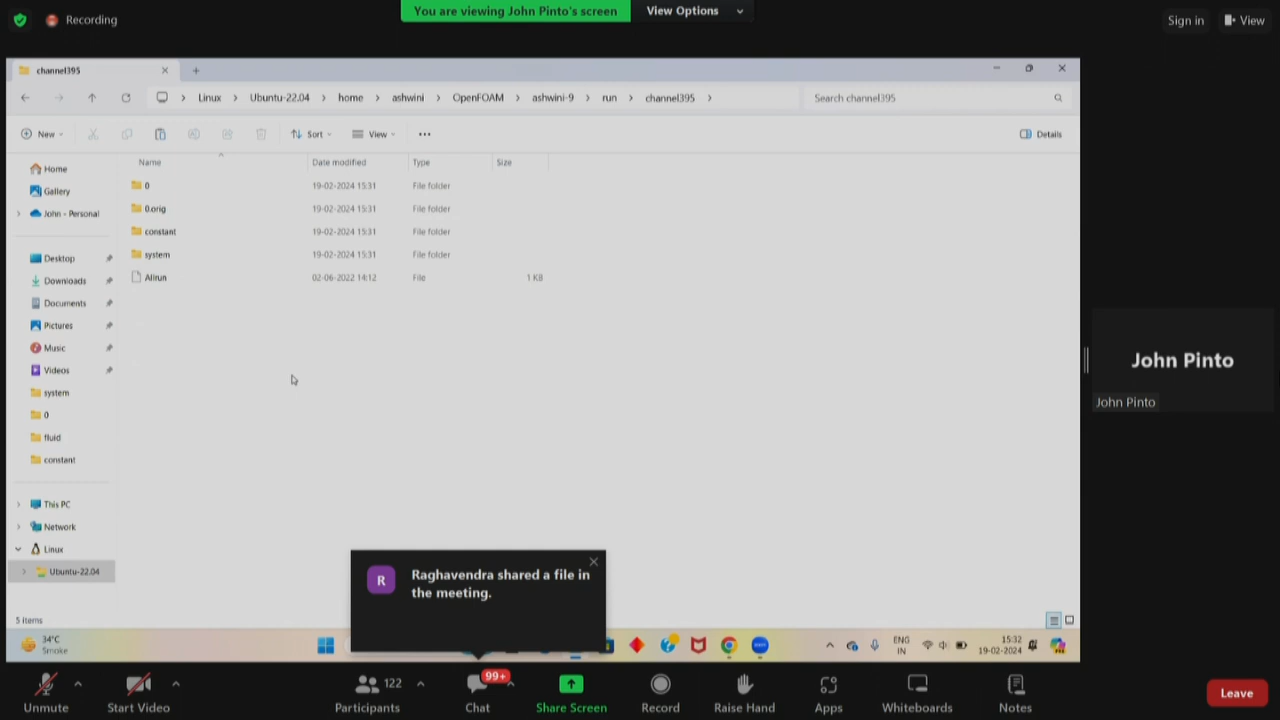 Recording
You are viewing John Pinto's screen
View Options
Sign in
View
channel395
Linux > Ubuntu-22.04 > home > ashwini > OpenFOAM > ashwini-9 > run > channel395 >
Search channel395
New
Sort
View
Details
Name Date modified Type Size
0 19-02-2024 15:31 File folder
0.orig 19-02-2024 15:31 File folder
constant 19-02-2024 15:31 File folder
system 19-02-2024 15:31 File folder
Allrun 02-06-2022 14:12 File 1 KB
Home
Gallery
John - Personal
Desktop
Downloads
Documents
Pictures
Music
Videos
system
0
fluid
constant
This PC
Network
Linux
Ubuntu-22.04
5 items
John Pinto
John Pinto
R
Raghavendra shared a file in
the meeting.
34°C
Smoke
ENG
IN
15:32
19-02-2024
Unmute
Start Video
122
Participants
99+
Chat
Share Screen
Record
Raise Hand
Apps
Whiteboards
Notes
Leave